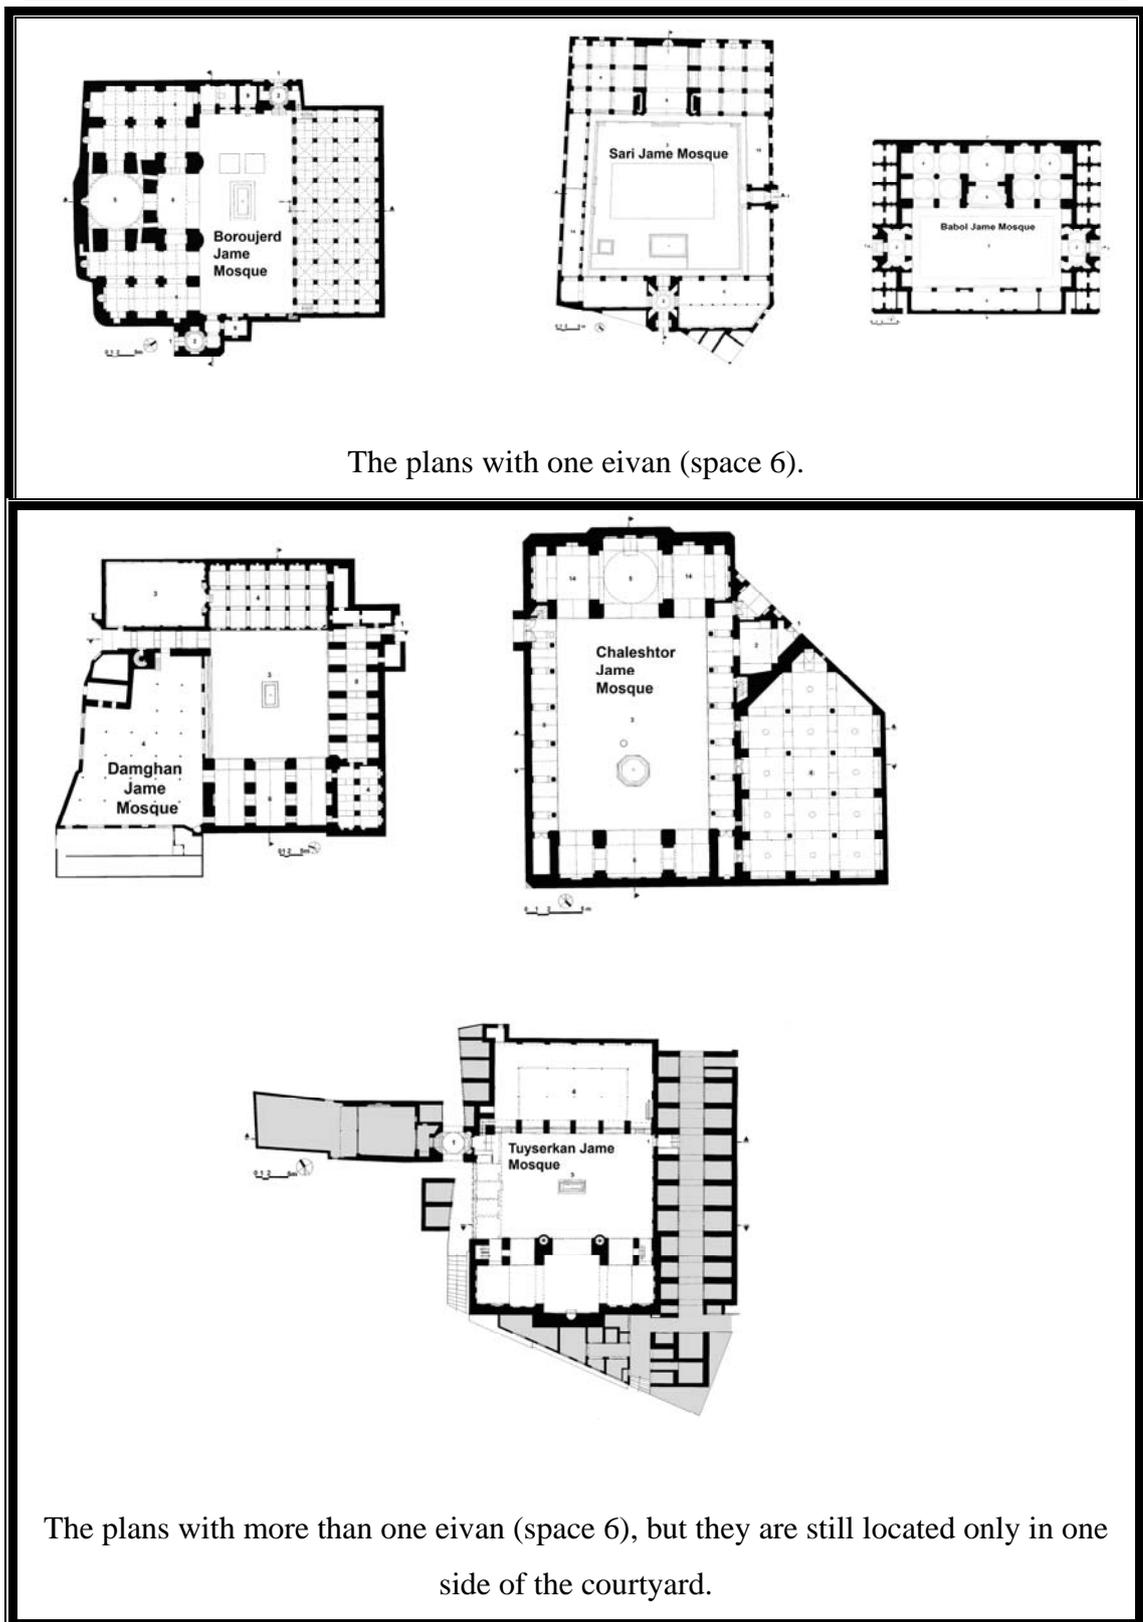 Boroujerd
Jame
Mosque
Sari Jame Mosque
Babol Jame Mosque
The plans with one eivan (space 6).
Damghan
Jame
Mosque
Chaleshtor
Jame
Mosque
Tuyserkan Jame
Mosque
The plans with more than one eivan (space 6), but they are still located only in one
side of the courtyard.